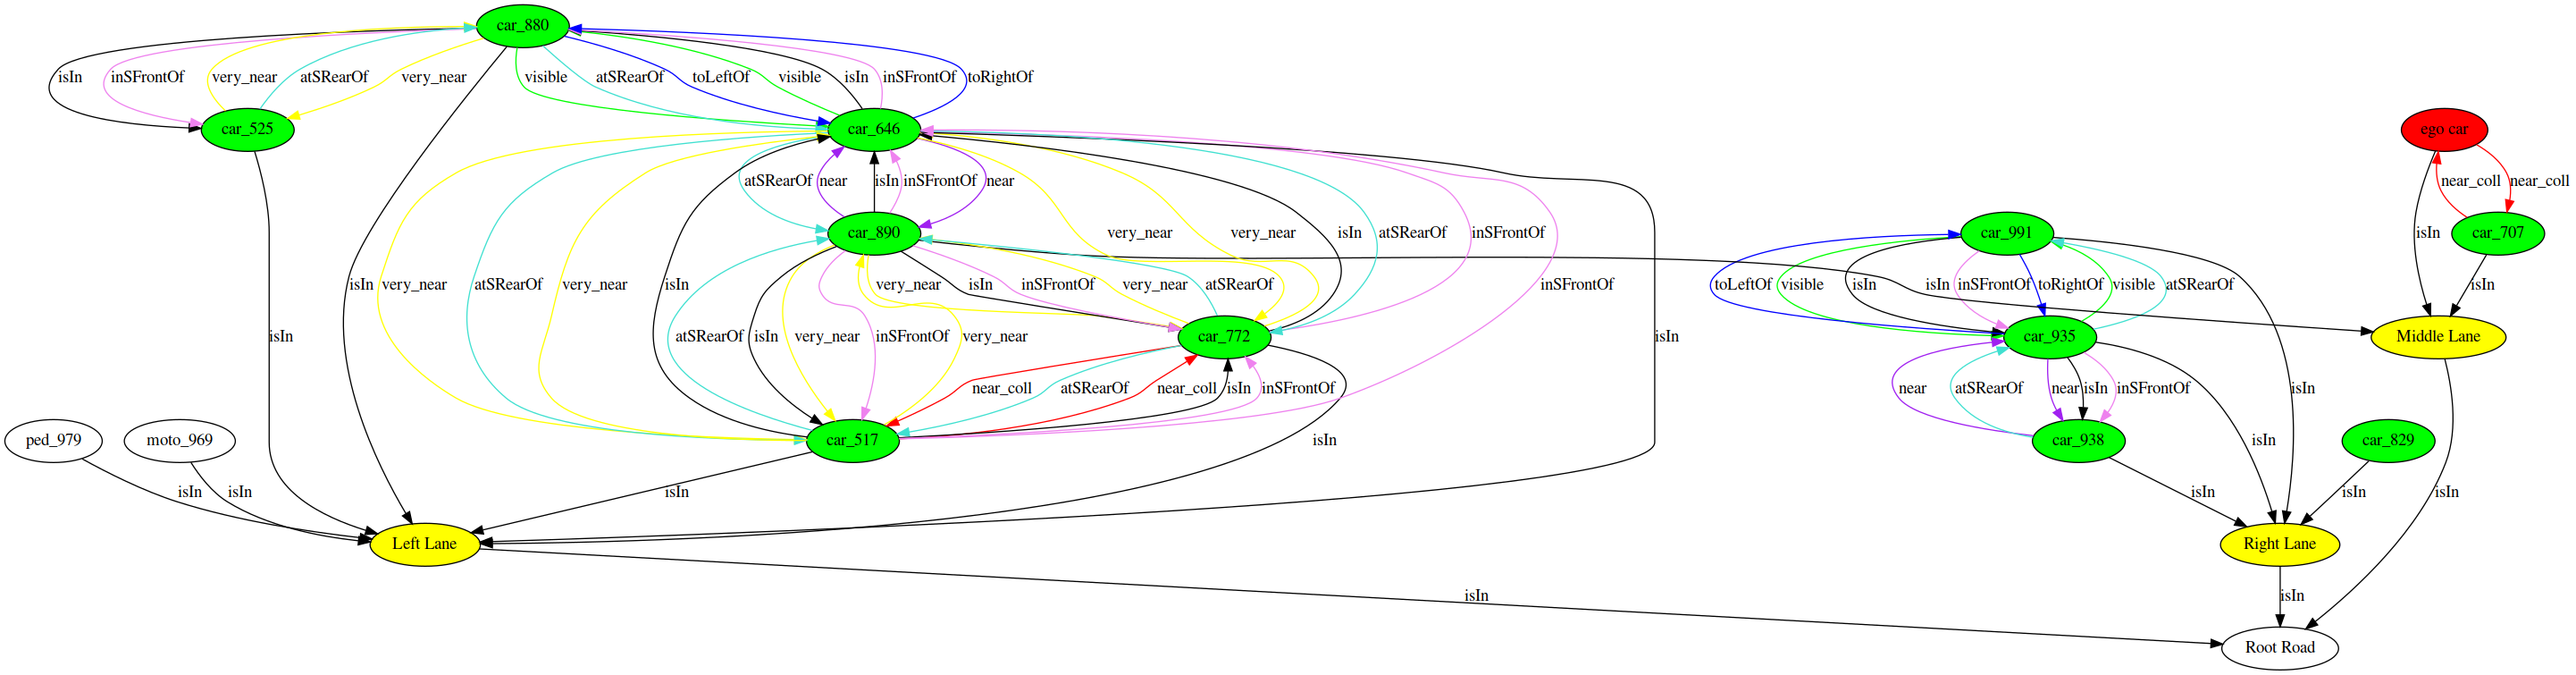 car_880
isIn inSFrontOf very_near atSRearOf very_near visible atSRearOf toLeftOf visible isIn inSFrontOf toRightOf
car_525 car_646 ego car
atSRearOf near isIn inSFrontOf near near_coll near_coll
car_890 very_near very_near isIn atSRearOf inSFrontOf car_991 isIn car_707
isIn very_near atSRearOf very_near isIn very_near isIn inSFrontOf very_near atSRearOf inSFrontOf toLeftOf visible isIn isIn inSFrontOf toRightOf visible atSRearOf isIn
isIn atSRearOf isIn very_near inSFrontOf very_near car_772 isIn car_935 Middle Lane
near_coll atSRearOf near_coll isIn inSFrontOf near atSRearOf near isIn inSFrontOf isIn
ped_979 moto_969 car_517 isIn car_938 isIn car_829
isIn isIn isIn isIn isIn isIn
Left Lane Right Lane
isIn isIn
Root Road